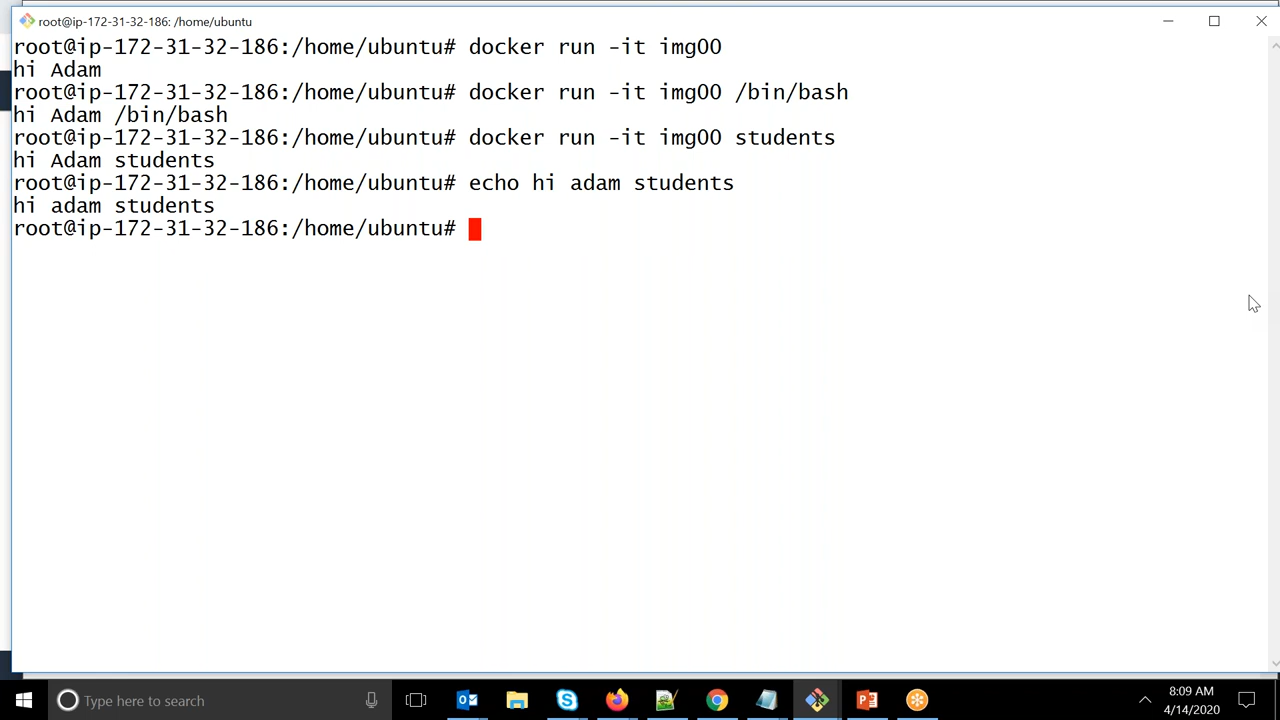 root@ip-172-31-32-186: /home/ubuntu
root@ip-172-31-32-186:/home/ubuntu# docker run -it img00
hi Adam
root@ip-172-31-32-186:/home/ubuntu# docker run -it img00 /bin/bash
hi Adam /bin/bash
root@ip-172-31-32-186:/home/ubuntu# docker run -it img00 students
hi Adam students
root@ip-172-31-32-186:/home/ubuntu# echo hi adam students
hi adam students
root@ip-172-31-32-186:/home/ubuntu#
Type here to search
8:09 AM
4/14/2020